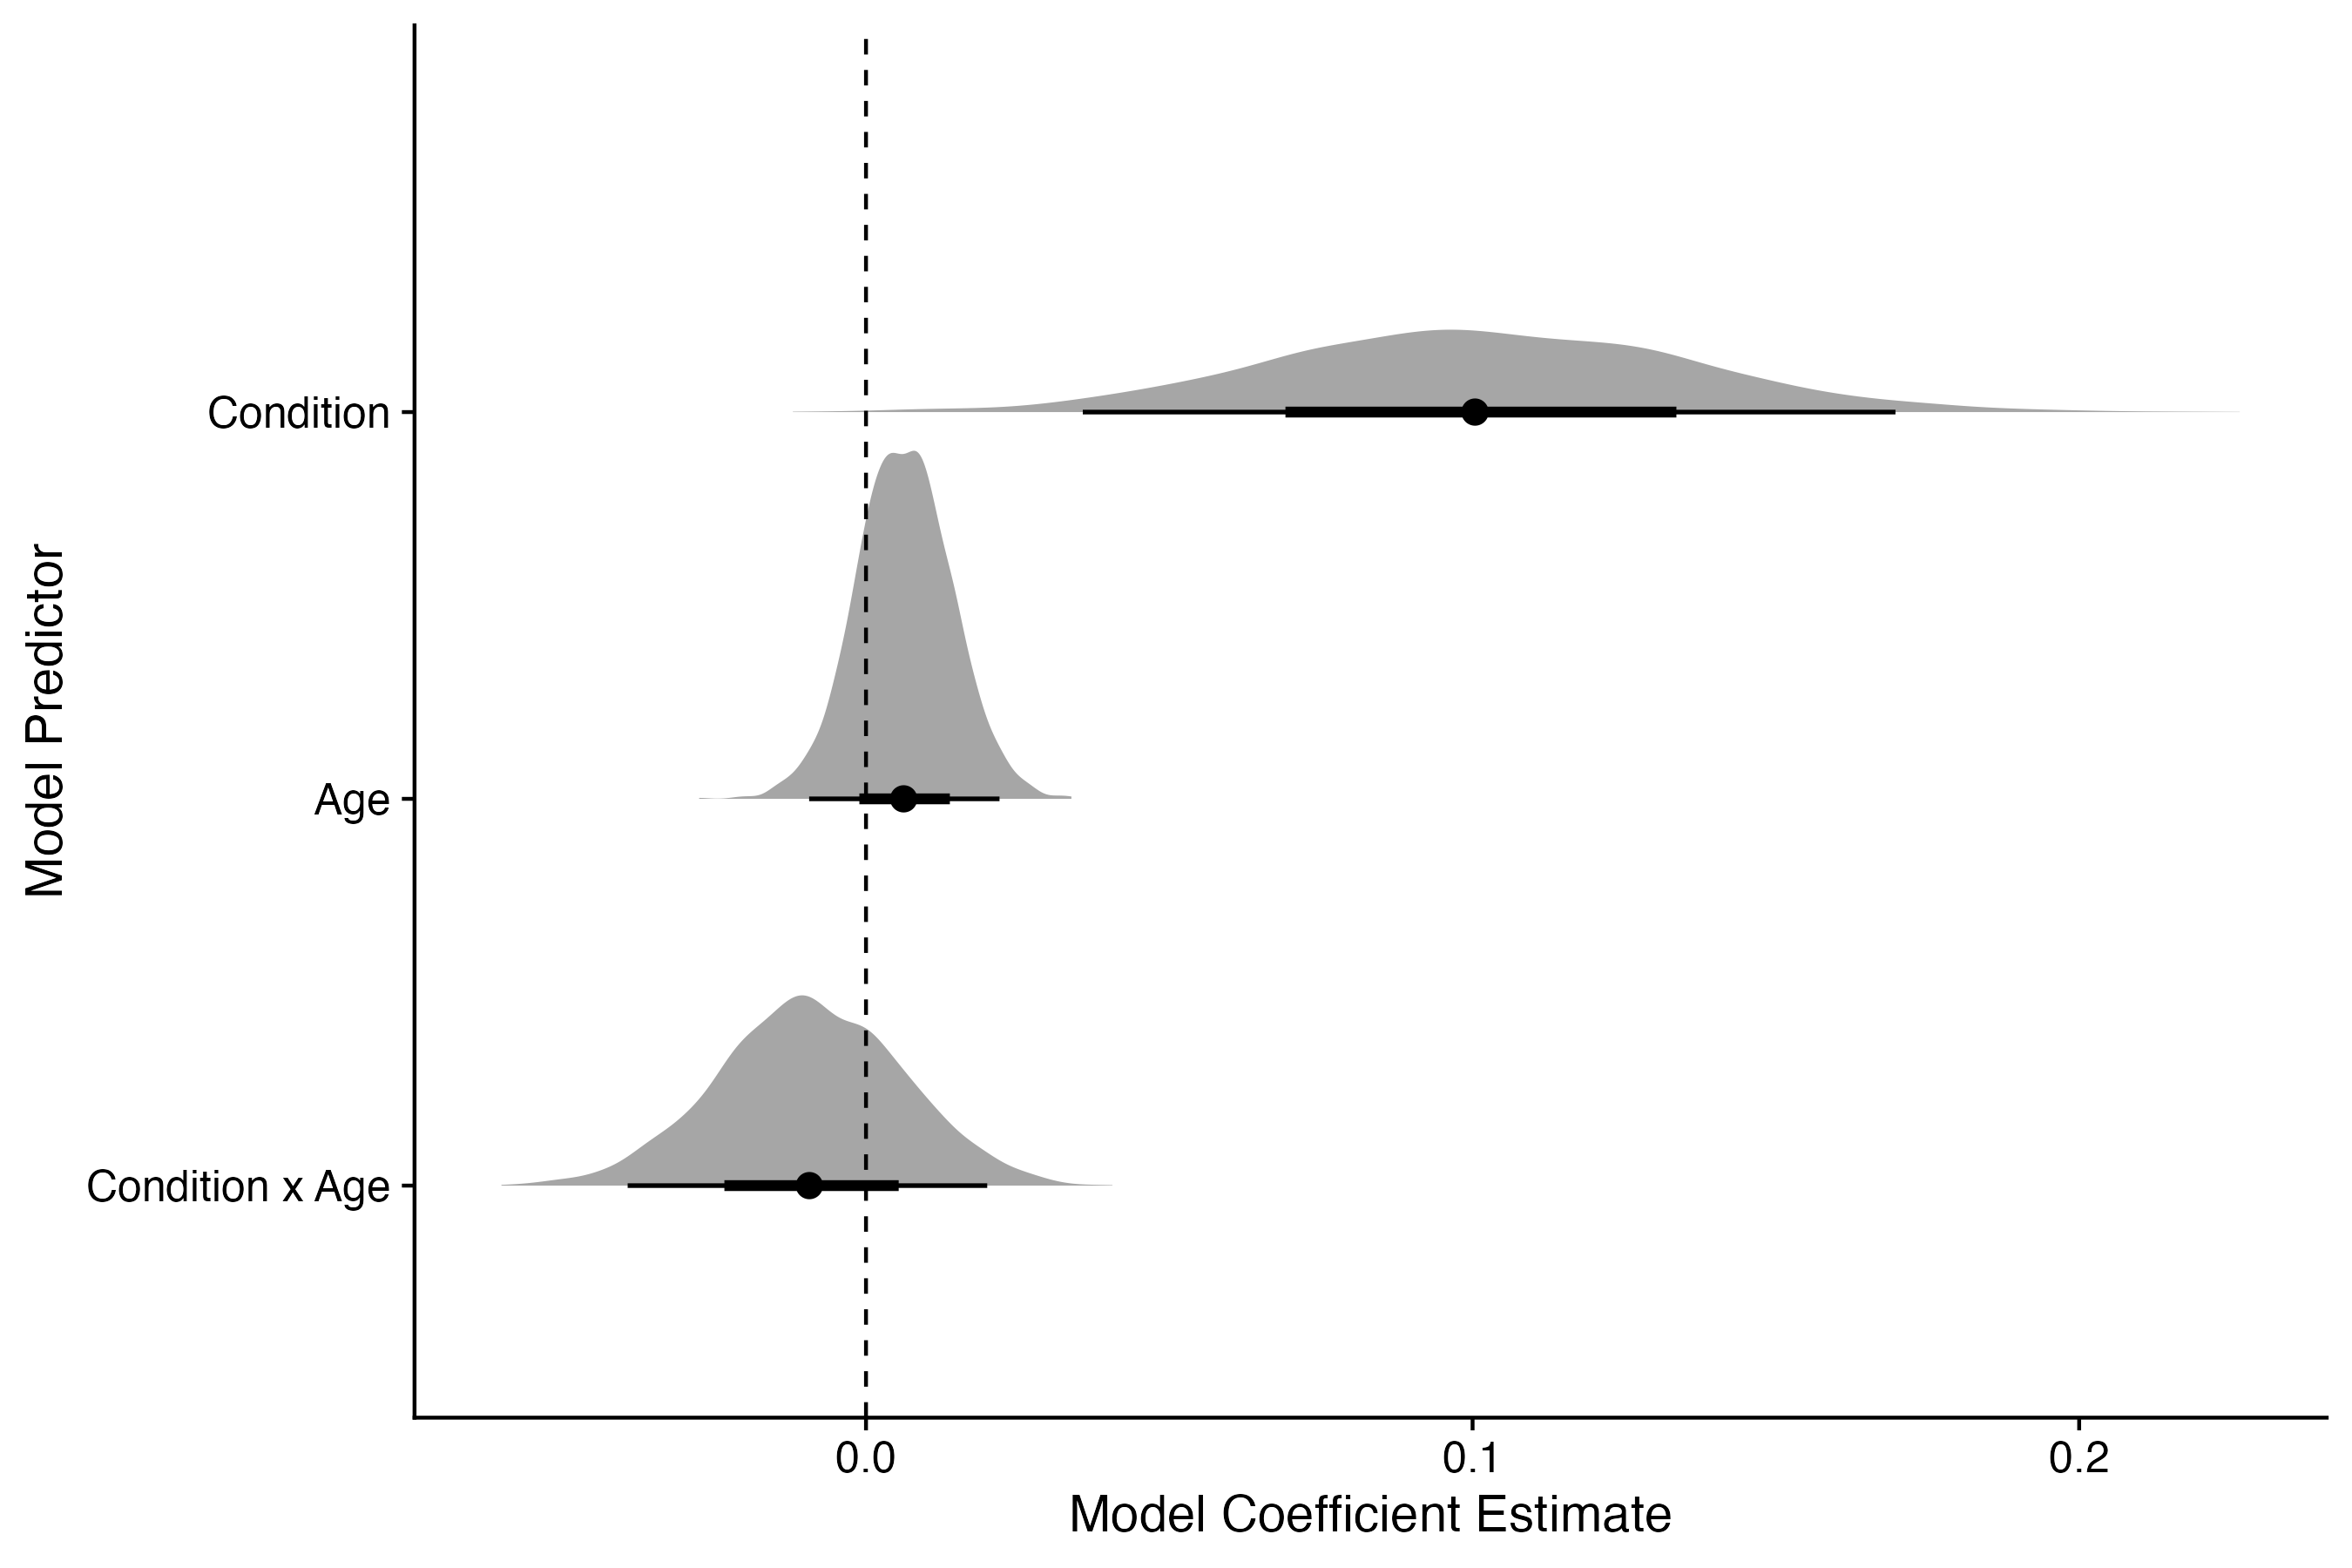 Model Predictor
Condition
Age
Condition x Age
0.0 0.1 0.2
Model Coefficient Estimate